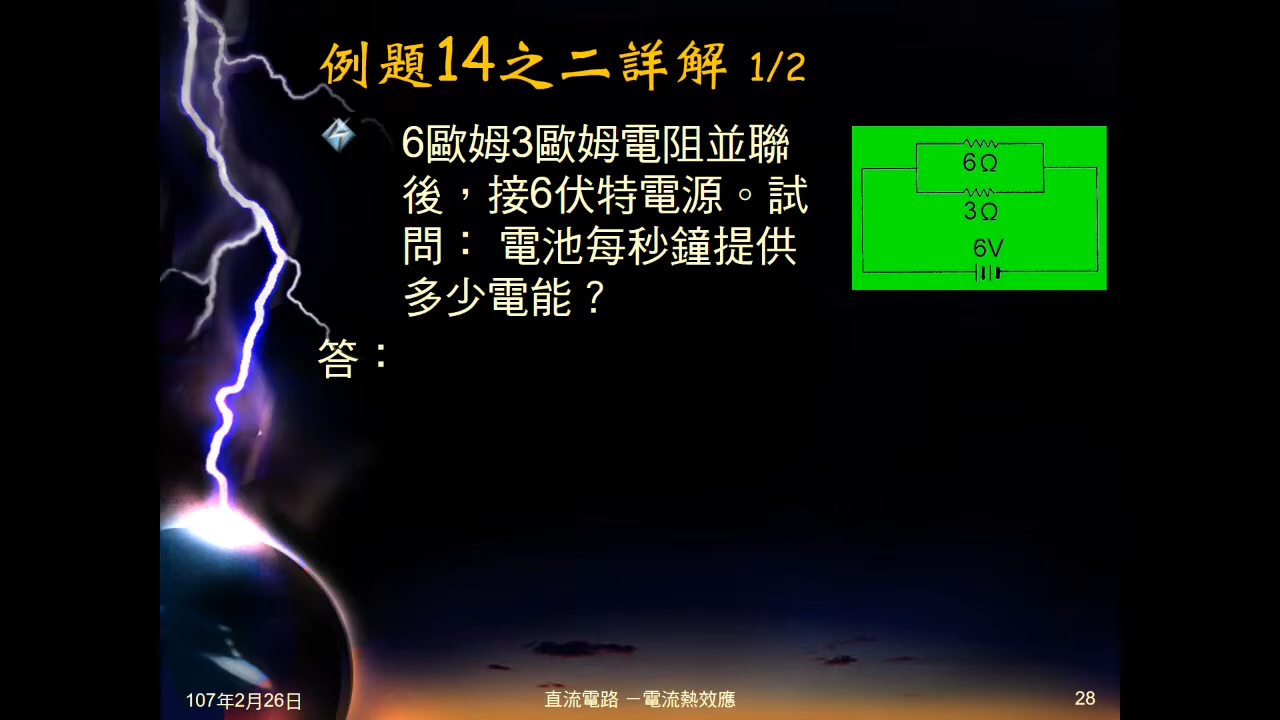 例題14之二詳解 1/2
6歐姆3歐姆電阻並聯
後，接6伏特電源。試
問： 電池每秒鐘提供
多少電能？
答：
6Ω
3Ω
6V
107年2月26日
直流電路 －電流熱效應
28